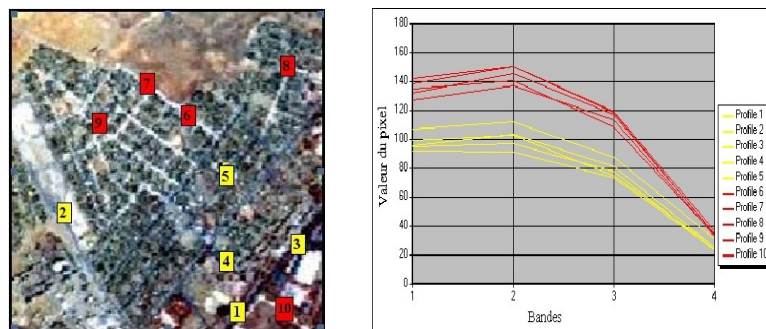 8
7
6
9
5
2
3
4
1
10
180
160
140
120
100
80
60
40
20
0
1 2 3 4
Valeur du pixel
Bandes
Profile 1
Profile 2
Profile 3
Profile 4
Profile 5
Profile 6
Profile 7
Profile 8
Profile 9
Profile 10